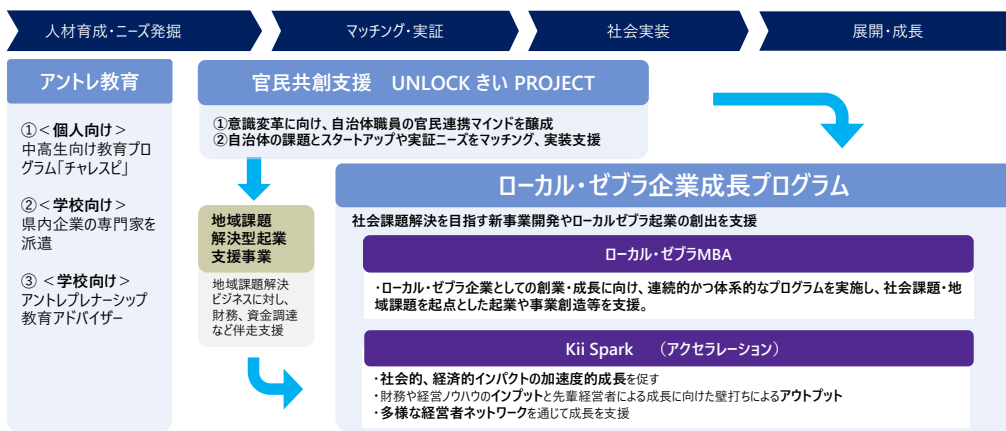 人材育成・ニーズ発掘
マッチング・実証
社会実装
展開・成長
アントレ教育
①＜個人向け＞
中高生向け教育プロ
グラム「チャレスピ」
②＜学校向け＞
県内企業の専門家を
派遣
③ ＜学校向け＞
アントレプレナーシップ
教育アドバイザー
官民共創支援　UNLOCK きい PROJECT
①意識変革に向け、自治体職員の官民連携マインドを醸成
②自治体の課題とスタートアップや実証ニーズをマッチング、実装支援
地域課題
解決型起業
支援事業
地域課題解決
ビジネスに対し、
財務、資金調達
など伴走支援
ローカル・ゼブラ企業成長プログラム
社会課題解決を目指す新事業開発やローカルゼブラ起業の創出を支援
ローカル・ゼブラMBA
・ローカル・ゼブラ企業としての創業・成長に向け、連続的かつ体系的なプログラムを実施し、社会課題・地
域課題を起点とした起業や事業創造等を支援。
Kii Spark　（アクセラレーション）
・社会的、経済的インパクトの加速度的成長を促す
・財務や経営ノウハウのインプットと先輩経営者による成長に向けた壁打ちによるアウトプット
・多様な経営者ネットワークを通じて成長を支援